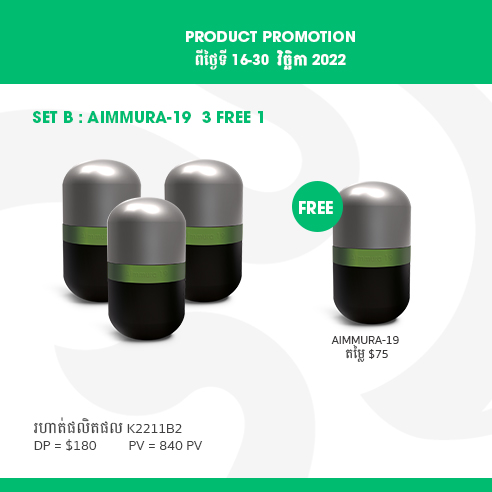 PRODUCT PROMOTION
ពីថ្ងៃទី 16-30 វិច្ឆិកា 2022
SET B : AIMMURA-19 3 FREE 1
FREE
AIMMURA-19
តម្លៃ $75
រហាត់ផលិតផល K2211B2
DP = $180 PV = 840 PV